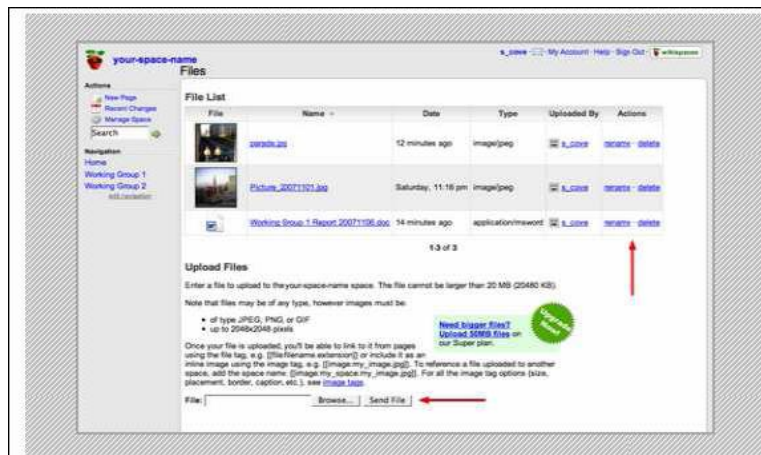 your-space-name
s_cove · My Account · Help · Sign Out · wikispaces
Files
Actions
New Page
Recent Changes
Manage Space
Search
Navigation
Home
Working Group 1
Working Group 2
edit navigation
File List
File Name Date Type Uploaded By Actions
parade.jpg 12 minutes ago image/jpeg s_cove rename · delete
Picture_20071101.jpg Saturday, 11:16 pm image/jpeg s_cove rename · delete
Working Group 1 Report 20071106.doc 14 minutes ago application/msword s_cove rename · delete
1-3 of 3
Upload Files
Enter a file to upload to the your-space-name space. The file cannot be larger than 20 MB (20480 KB).
Note that files may be of any type, however images must be:
• of type JPEG, PNG, or GIF
• up to 2048x2048 pixels
Need bigger files?
Upload 50MB files on
our Super plan.
Upgrade
Now!
Once your file is uploaded, you'll be able to link to it from pages
using the file tag, e.g. [[file:filename.extension]] or include it as an
inline image using the image tag, e.g. [[image:my_image.jpg]]. To reference a file uploaded to another
space, add the space name: [[image:my_space:my_image.jpg]]. For all the image tag options (size,
placement, border, caption, etc.), see image tags.
File: Browse... Send File